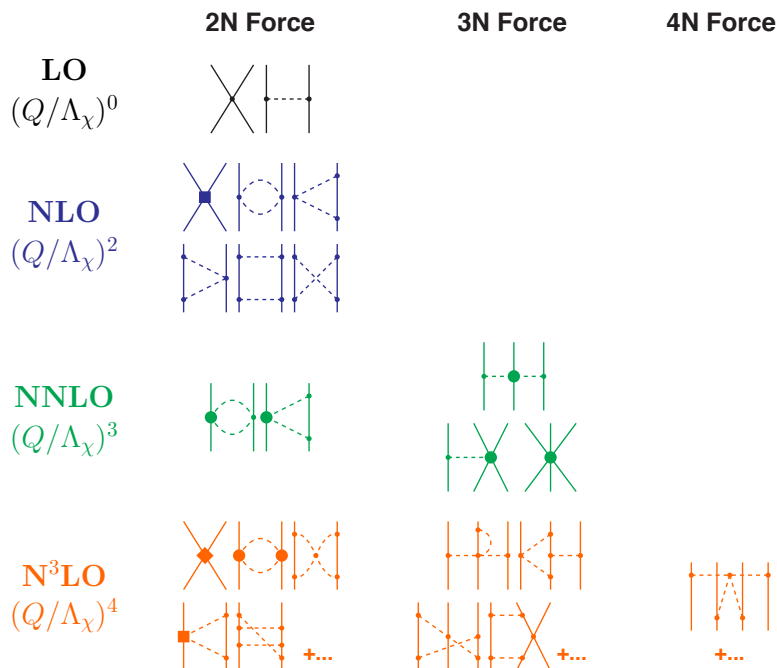 2N Force 3N Force 4N Force
LO
(Q/Λχ)⁰
NLO
(Q/Λχ)²
NNLO
(Q/Λχ)³
N³LO
(Q/Λχ)⁴
+... +... +...